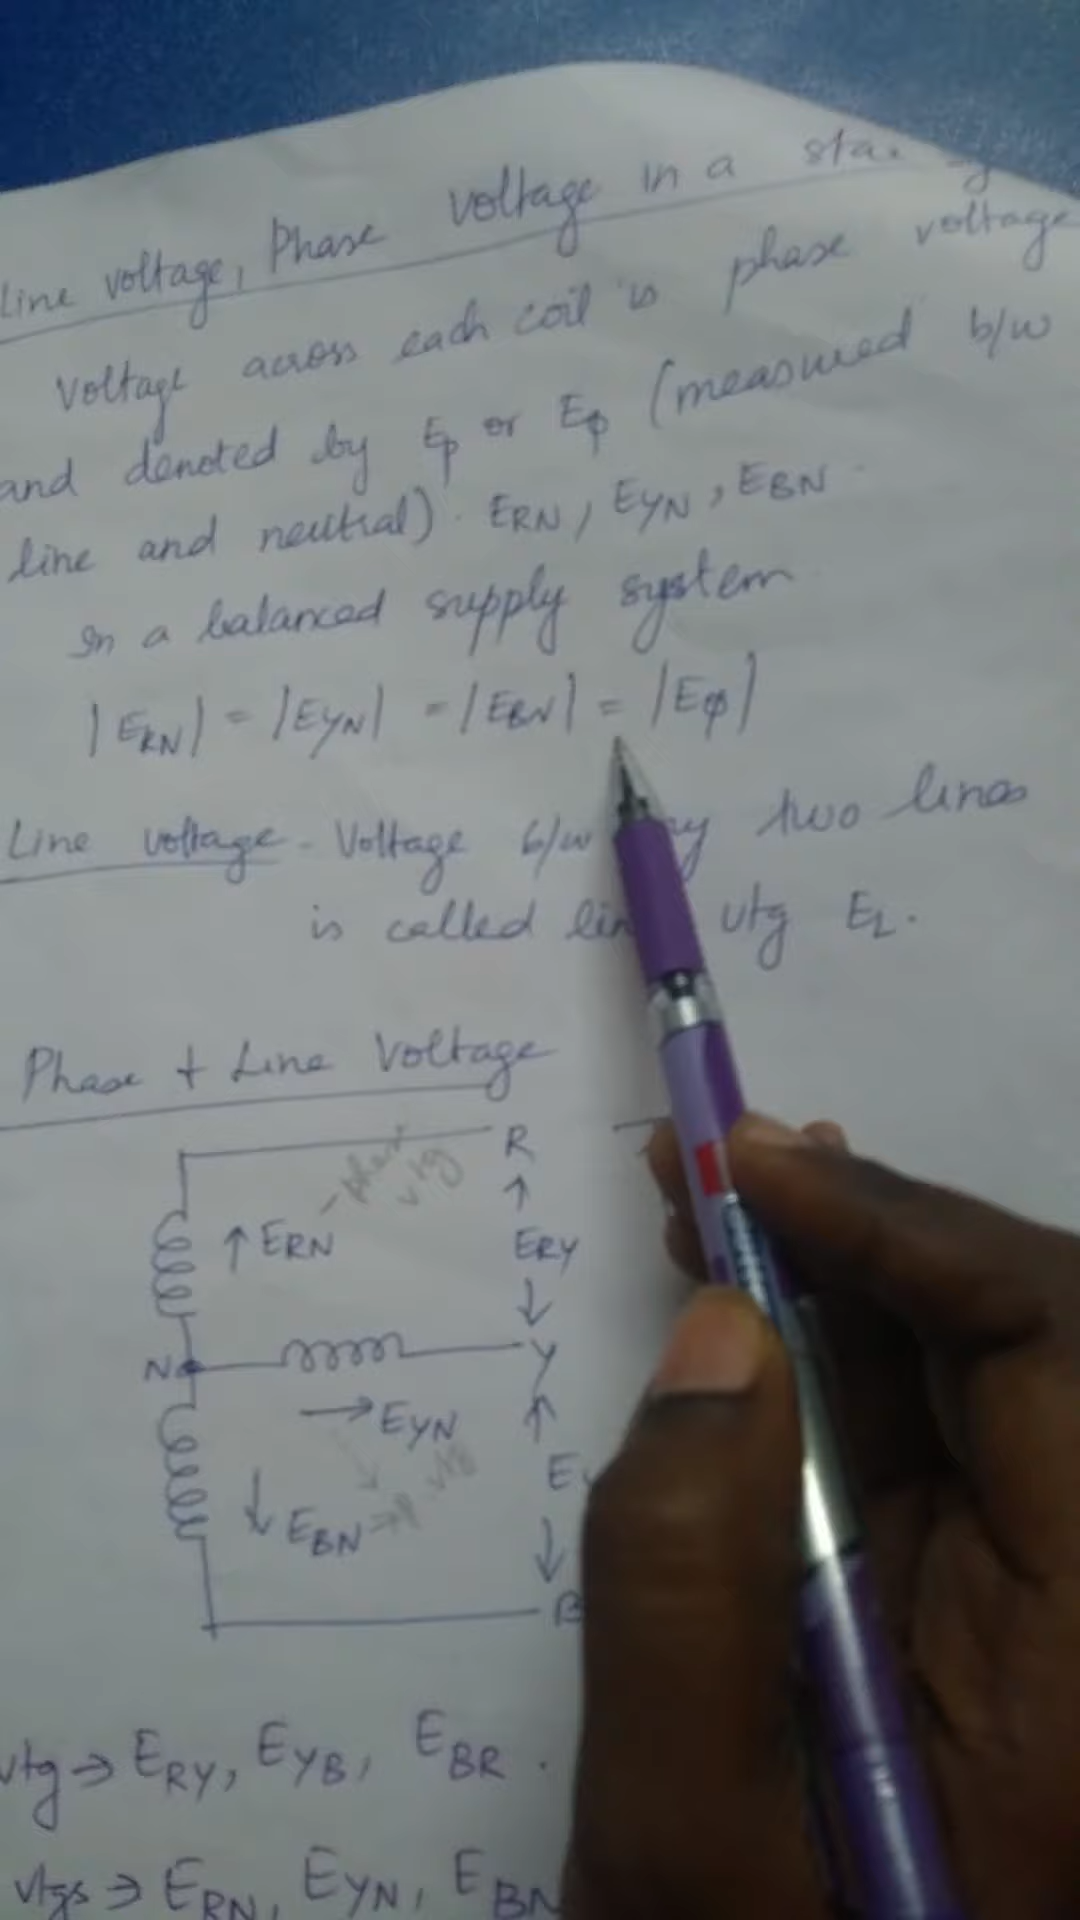 Line voltage, Phase voltage in a
Voltage across each coil is phase voltage
and denoted by Ep or Eφ (measured b/w
line and neutral). ERN, EYN, EBN.
In a balanced supply system
|ERN| = |EYN| = |EBN| = |Eφ|
Line voltage - Voltage b/w two lines
is called vtg EL.
Phase + Line Voltage
R
- phase vtg
↑ ERN
↑
ERY
↓
N
Y
→ EYN
↑
↓ EBN ⇒ P. vtg
↓
B
vtg → ERY, EYB, EBR.
vtgs → ERN, EYN, EBN